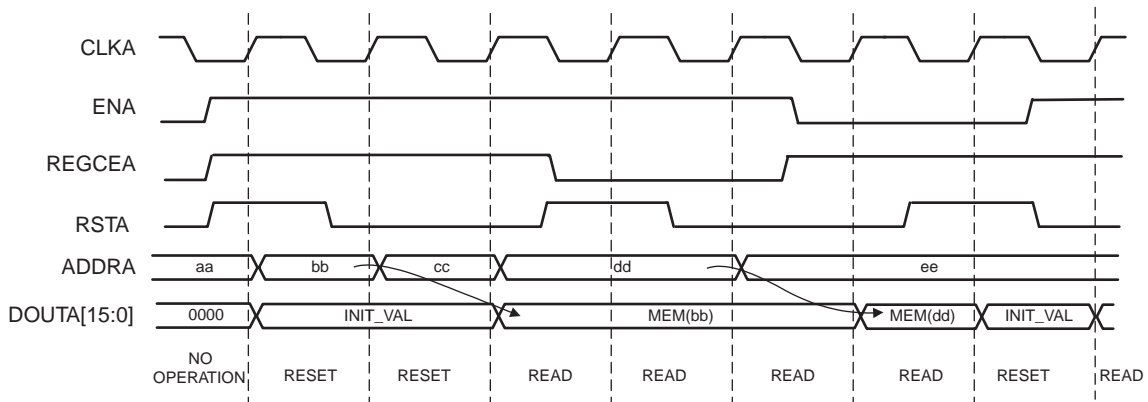 CLKA
ENA
REGCEA
RSTA
ADDRA aa bb cc dd ee
DOUTA[15:0] 0000 INIT_VAL MEM(bb) MEM(dd) INIT_VAL
NO
OPERATION RESET RESET READ READ READ READ RESET READ